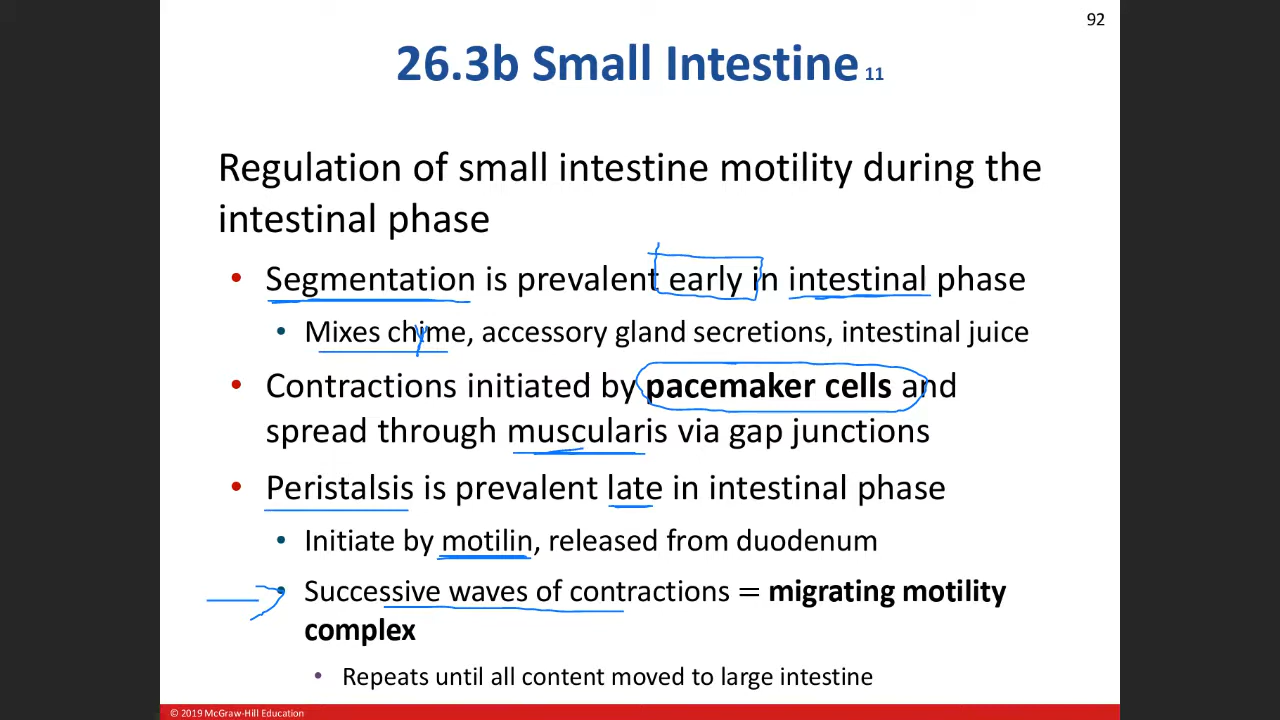 92
26.3b Small Intestine 11
Regulation of small intestine motility during the
intestinal phase
• Segmentation is prevalent early in intestinal phase
• Mixes chyme, accessory gland secretions, intestinal juice
• Contractions initiated by pacemaker cells and
spread through muscularis via gap junctions
• Peristalsis is prevalent late in intestinal phase
• Initiate by motilin, released from duodenum
• Successive waves of contractions = migrating motility
complex
• Repeats until all content moved to large intestine
© 2019 McGraw-Hill Education